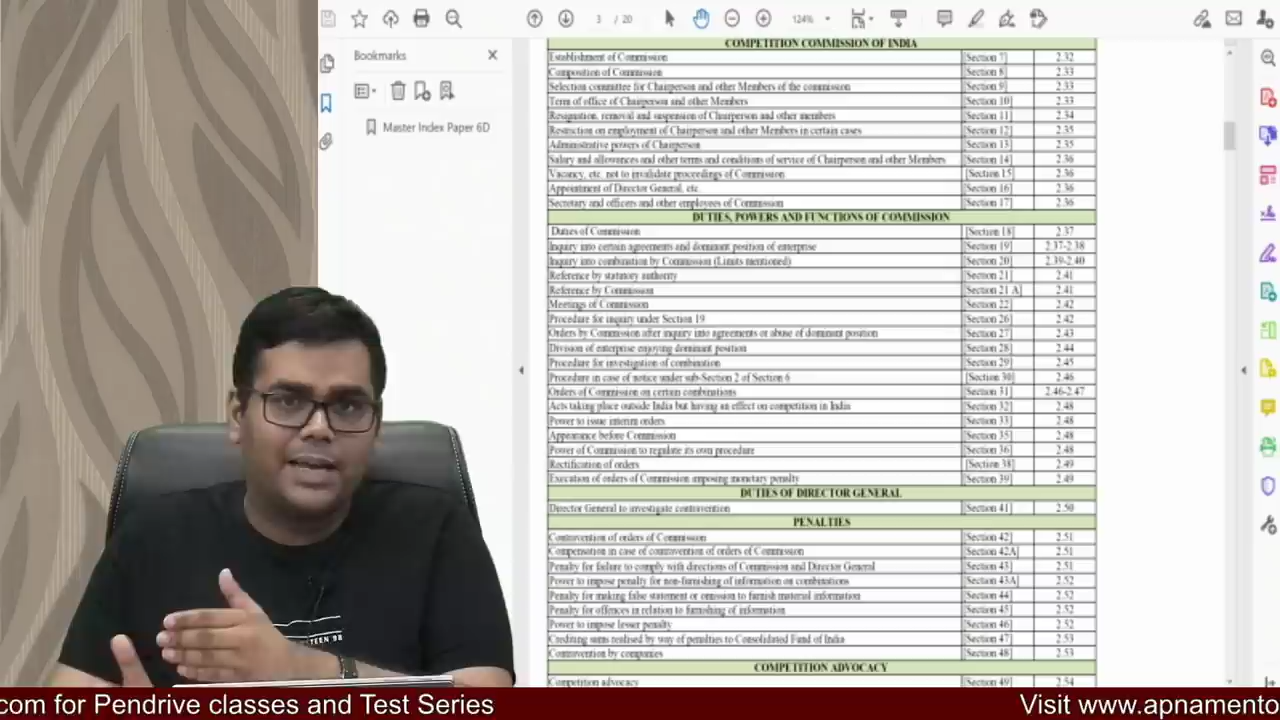 3 / 20
124%
Bookmarks
Master Index Paper 6D
COMPETITION COMMISSION OF INDIA
Establishment of Commission [Section 7] 2.32
Composition of Commission [Section 8] 2.33
Selection committee for Chairperson and other Members of the commission [Section 9] 2.33
Term of office of Chairperson and other Members [Section 10] 2.33
Resignation, removal and suspension of Chairperson and other members [Section 11] 2.34
Restriction on employment of Chairperson and other Members in certain cases [Section 12] 2.35
Administrative powers of Chairperson [Section 13] 2.35
Salary and allowances and other terms and conditions of service of Chairperson and other Members [Section 14] 2.36
Vacancy, etc. not to invalidate proceedings of Commission [Section 15] 2.36
Appointment of Director General, etc. [Section 16] 2.36
Secretary and officers and other employees of Commission [Section 17] 2.36
DUTIES, POWERS AND FUNCTIONS OF COMMISSION
Duties of Commission [Section 18] 2.37
Inquiry into certain agreements and dominant position of enterprise [Section 19] 2.37-2.38
Inquiry into combination by Commission (Limits mentioned) [Section 20] 2.39-2.40
Reference by statutory authority [Section 21] 2.41
Reference by Commission [Section 21 A] 2.41
Meetings of Commission [Section 22] 2.42
Procedure for inquiry under Section 19 [Section 26] 2.42
Orders by Commission after inquiry into agreements or abuse of dominant position [Section 27] 2.43
Division of enterprise enjoying dominant position [Section 28] 2.44
Procedure for investigation of combination [Section 29] 2.45
Procedure in case of notice under sub-Section 2 of Section 6 [Section 30] 2.46
Orders of Commission on certain combinations [Section 31] 2.46-2.47
Acts taking place outside India but having an effect on competition in India [Section 32] 2.48
Power to issue interim orders [Section 33] 2.48
Appearance before Commission [Section 35] 2.48
Power of Commission to regulate its own procedure [Section 36] 2.48
Rectification of orders [Section 38] 2.49
Execution of orders of Commission imposing monetary penalty [Section 39] 2.49
DUTIES OF DIRECTOR GENERAL
Director General to investigate contravention [Section 41] 2.50
PENALTIES
Contravention of orders of Commission [Section 42] 2.51
Compensation in case of contravention of orders of Commission [Section 42A] 2.51
Penalty for failure to comply with directions of Commission and Director General [Section 43] 2.51
Power to impose penalty for non-furnishing of information on combinations [Section 43A] 2.52
Penalty for making false statement or omission to furnish material information [Section 44] 2.52
Penalty for offences in relation to furnishing of information [Section 45] 2.52
Power to impose lesser penalty [Section 46] 2.52
Crediting sums realised by way of penalties to Consolidated Fund of India [Section 47] 2.53
Contravention by companies [Section 48] 2.53
COMPETITION ADVOCACY
Competition advocacy [Section 49] 2.54
TEEN 98
com for Pendrive classes and Test Series Visit www.apnamento